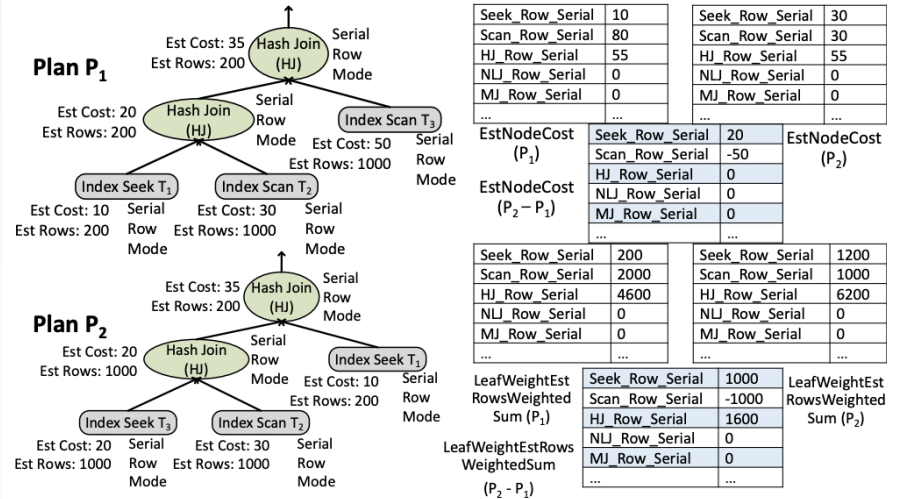 Plan P1
Est Cost: 35
Est Rows: 200
Hash Join
(HJ)
Serial
Row
Mode
Est Cost: 20
Est Rows: 200
Hash Join
(HJ)
Serial
Row
Mode
Index Scan T3
Est Cost: 50
Est Rows: 1000
Serial
Row
Mode
Index Seek T1
Est Cost: 10
Est Rows: 200
Serial
Row
Mode
Index Scan T2
Est Cost: 30
Est Rows: 1000
Serial
Row
Mode
Plan P2
Est Cost: 35
Est Rows: 200
Hash Join
(HJ)
Serial
Row
Mode
Est Cost: 20
Est Rows: 1000
Hash Join
(HJ)
Serial
Row
Mode
Index Seek T1
Est Cost: 10
Est Rows: 200
Serial
Row
Mode
Index Seek T3
Est Cost: 20
Est Rows: 1000
Serial
Row
Mode
Index Scan T2
Est Cost: 30
Est Rows: 1000
Serial
Row
Mode
Seek_Row_Serial 10
Scan_Row_Serial 80
HJ_Row_Serial 55
NLJ_Row_Serial 0
MJ_Row_Serial 0
... ...
EstNodeCost
(P1)
Seek_Row_Serial 30
Scan_Row_Serial 30
HJ_Row_Serial 55
NLJ_Row_Serial 0
MJ_Row_Serial 0
... ...
EstNodeCost
(P2)
EstNodeCost
(P2 – P1)
Seek_Row_Serial 20
Scan_Row_Serial -50
HJ_Row_Serial 0
NLJ_Row_Serial 0
MJ_Row_Serial 0
... ...
Seek_Row_Serial 200
Scan_Row_Serial 2000
HJ_Row_Serial 4600
NLJ_Row_Serial 0
MJ_Row_Serial 0
... ...
LeafWeightEst
RowsWeighted
Sum (P1)
Seek_Row_Serial 1200
Scan_Row_Serial 1000
HJ_Row_Serial 6200
NLJ_Row_Serial 0
MJ_Row_Serial 0
... ...
LeafWeightEst
RowsWeighted
Sum (P2)
LeafWeightEstRows
WeightedSum
(P2 - P1)
Seek_Row_Serial 1000
Scan_Row_Serial -1000
HJ_Row_Serial 1600
NLJ_Row_Serial 0
MJ_Row_Serial 0
... ...